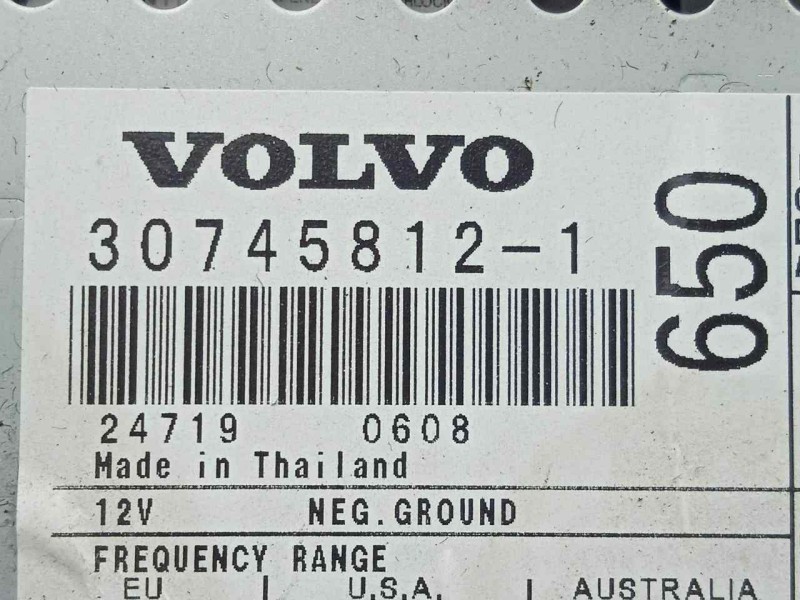 VOLVO
30745812-1
650
24719 0608
Made in Thailand
12V NEG.GROUND
FREQUENCY RANGE
EU | U.S.A. | AUSTRALIA